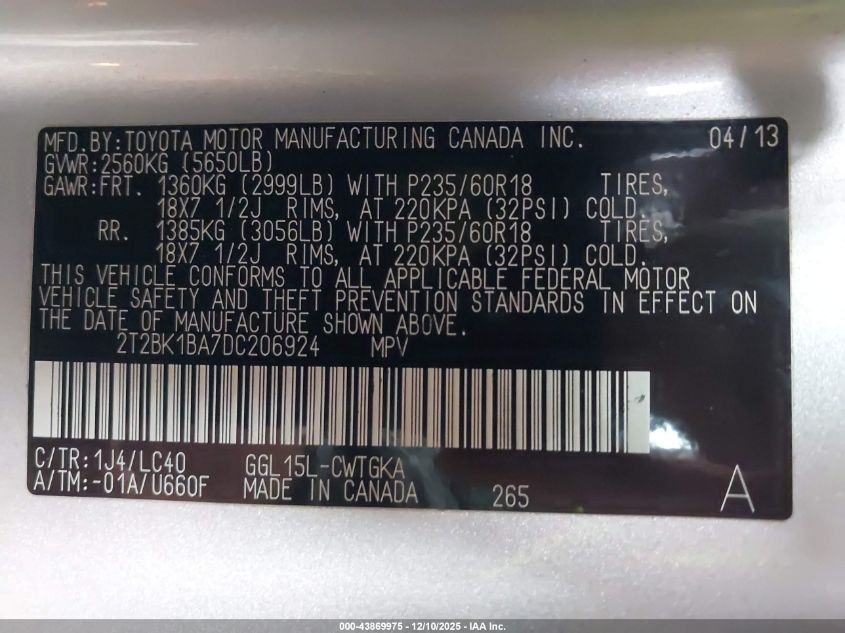 MFD.BY:TOYOTA MOTOR MANUFACTURING CANADA INC. 04/13
GVWR:2560KG (5650LB)
GAWR:FRT. 1360KG (2999LB) WITH P235/60R18 TIRES,
18X7 1/2J RIMS, AT 220KPA (32PSI) COLD.
RR. 1385KG (3056LB) WITH P235/60R18 TIRES,
18X7 1/2J RIMS, AT 220KPA (32PSI) COLD.
THIS VEHICLE CONFORMS TO ALL APPLICABLE FEDERAL MOTOR
VEHICLE SAFETY AND THEFT PREVENTION STANDARDS IN EFFECT ON
THE DATE OF MANUFACTURE SHOWN ABOVE.
2T2BK1BA7DC206924 MPV
C/TR:1J4/LC40 GGL15L-CWTGKA
A/TM:-01A/U660F MADE IN CANADA 265 A
000-43869975 - 12/10/2025 - IAA Inc.